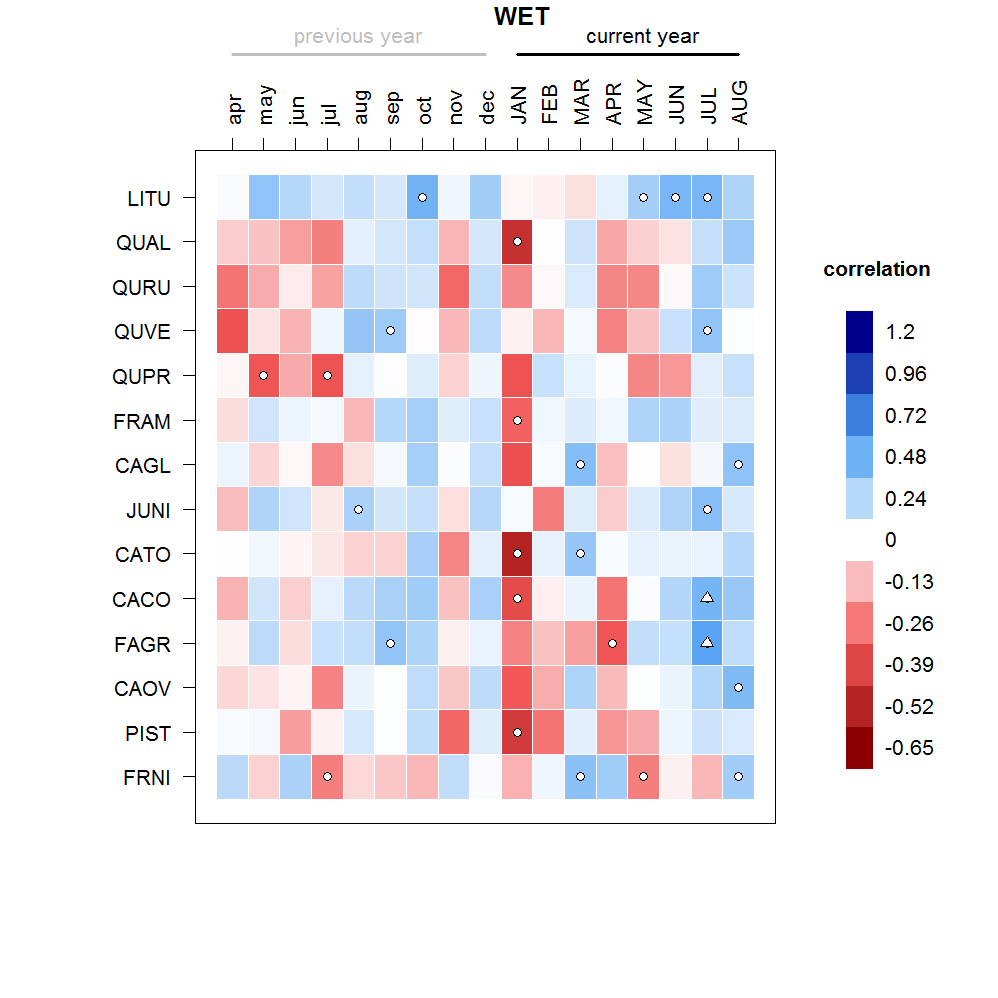 WET
previous year current year
apr may jun jul aug sep oct nov dec JAN FEB MAR APR MAY JUN JUL AUG
LITU
QUAL
QURU
QUVE
QUPR
FRAM
CAGL
JUNI
CATO
CACO
FAGR
CAOV
PIST
FRNI
correlation
1.2
0.96
0.72
0.48
0.24
0
-0.13
-0.26
-0.39
-0.52
-0.65